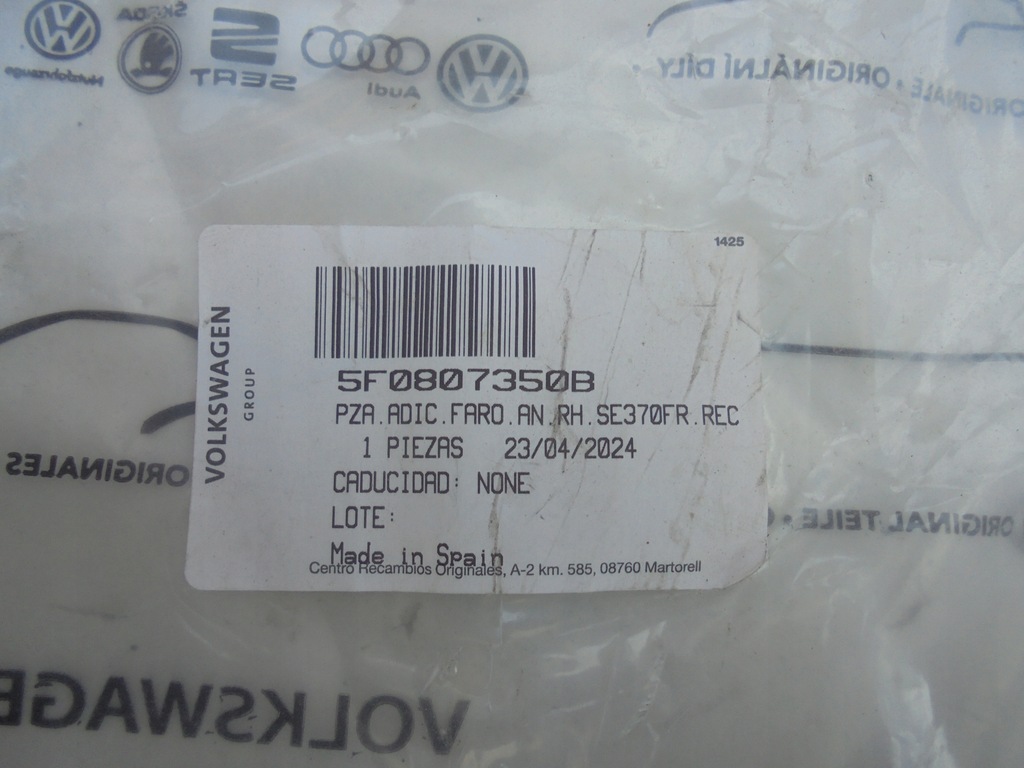 Nutzfahrzeuge
ŠKODA
SEAT
Audi
ORIGINÁLNÍ DÍLY •
ORIGINALE •
1425
VOLKSWAGEN
GROUP
5F0807350B
PZA.ADIC.FARO.AN.RH.SE370FR.REC
1 PIEZAS 23/04/2024
CADUCIDAD: NONE
LOTE:
Made in Spain
Centro Recambios Originales, A-2 km. 585, 08760 Martorell
ORIGINALES
ORIGINAL TEILE •
VOLKSWAGE